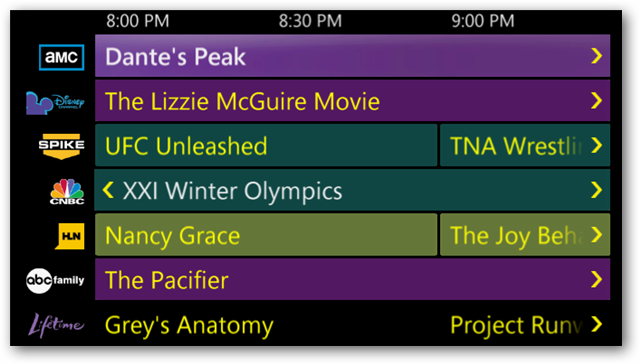 8:00 PM 8:30 PM 9:00 PM
amc Dante's Peak
Disney CHANNEL The Lizzie McGuire Movie
SPIKE UFC Unleashed TNA Wrestlin
CNBC XXI Winter Olympics
HLN Nancy Grace The Joy Beha
abc family The Pacifier
Lifetime Grey's Anatomy Project Runw